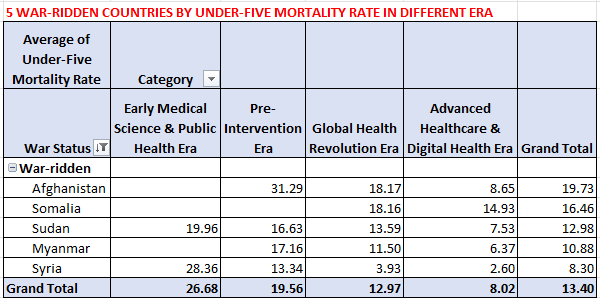 5 WAR-RIDDEN COUNTRIES BY UNDER-FIVE MORTALITY RATE IN DIFFERENT ERA
Average of
Under-Five
Mortality Rate Category
War Status
Early Medical
Science & Public
Health Era
Pre-
Intervention
Era
Global Health
Revolution Era
Advanced
Healthcare &
Digital Health Era
Grand Total
War-ridden
Afghanistan 31.29 18.17 8.65 19.73
Somalia 18.16 14.93 16.46
Sudan 19.96 16.63 13.59 7.53 12.98
Myanmar 17.16 11.50 6.37 10.88
Syria 28.36 13.34 3.93 2.60 8.30
Grand Total 26.68 19.56 12.97 8.02 13.40